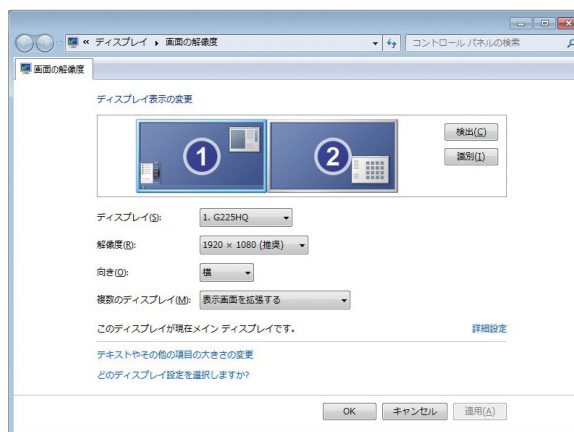 « ディスプレイ ▸ 画面の解像度
コントロール パネルの検索
画面の解像度
ディスプレイ表示の変更
1
2
検出(C)
識別(I)
ディスプレイ(S): 1. G225HQ
解像度(R): 1920 × 1080 (推奨)
向き(O): 横
複数のディスプレイ(M): 表示画面を拡張する
このディスプレイが現在メイン ディスプレイです。 詳細設定
テキストやその他の項目の大きさの変更
どのディスプレイ設定を選択しますか?
OK キャンセル 適用(A)